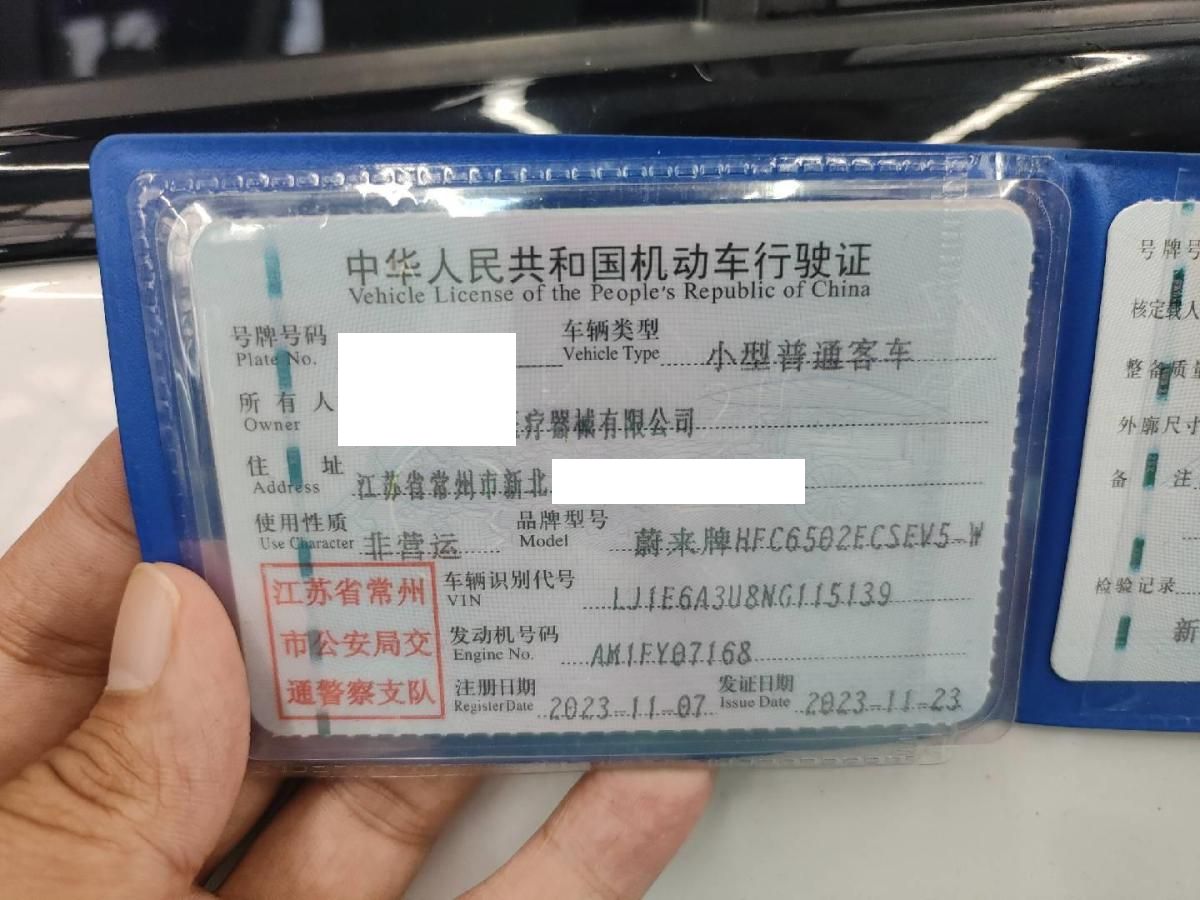 中华人民共和国机动车行驶证
Vehicle License of the People's Republic of China
号牌号码
Plate No.
车辆类型 小型普通客车
Vehicle Type
所有人 医疗器械有限公司
Owner
住址 江苏省常州市新北
Address
使用性质 非营运
Use Character
品牌型号 蔚来牌HFC6502ECSEV5-W
Model
江苏省常州
市公安局交
通警察支队
车辆识别代号 LJ1E6A3U8NG115139
VIN
发动机号码 AM1FY07168
Engine No.
注册日期 2023-11-07
Register Date
发证日期 2023-11-23
Issue Date
号牌号
核定载人
整备质量
外廓尺寸
备注
检验记录
新